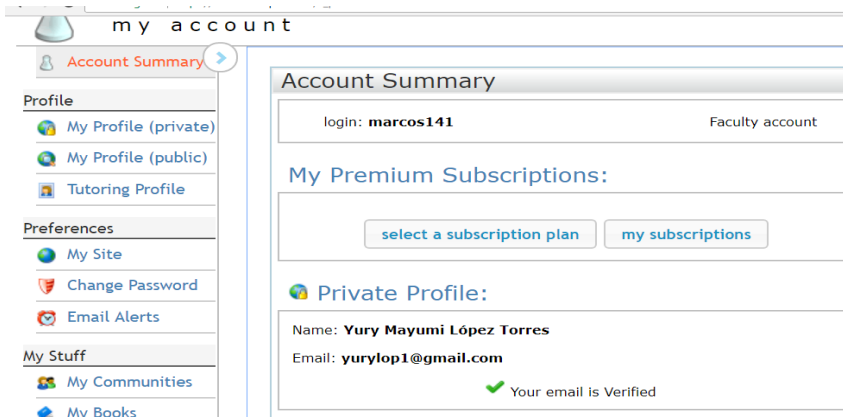 my account
Account Summary
Profile
My Profile (private)
My Profile (public)
Tutoring Profile
Preferences
My Site
Change Password
Email Alerts
My Stuff
My Communities
My Books
Account Summary
login: marcos141 Faculty account
My Premium Subscriptions:
select a subscription plan my subscriptions
Private Profile:
Name: Yury Mayumi López Torres
Email: yurylop1@gmail.com
Your email is Verified